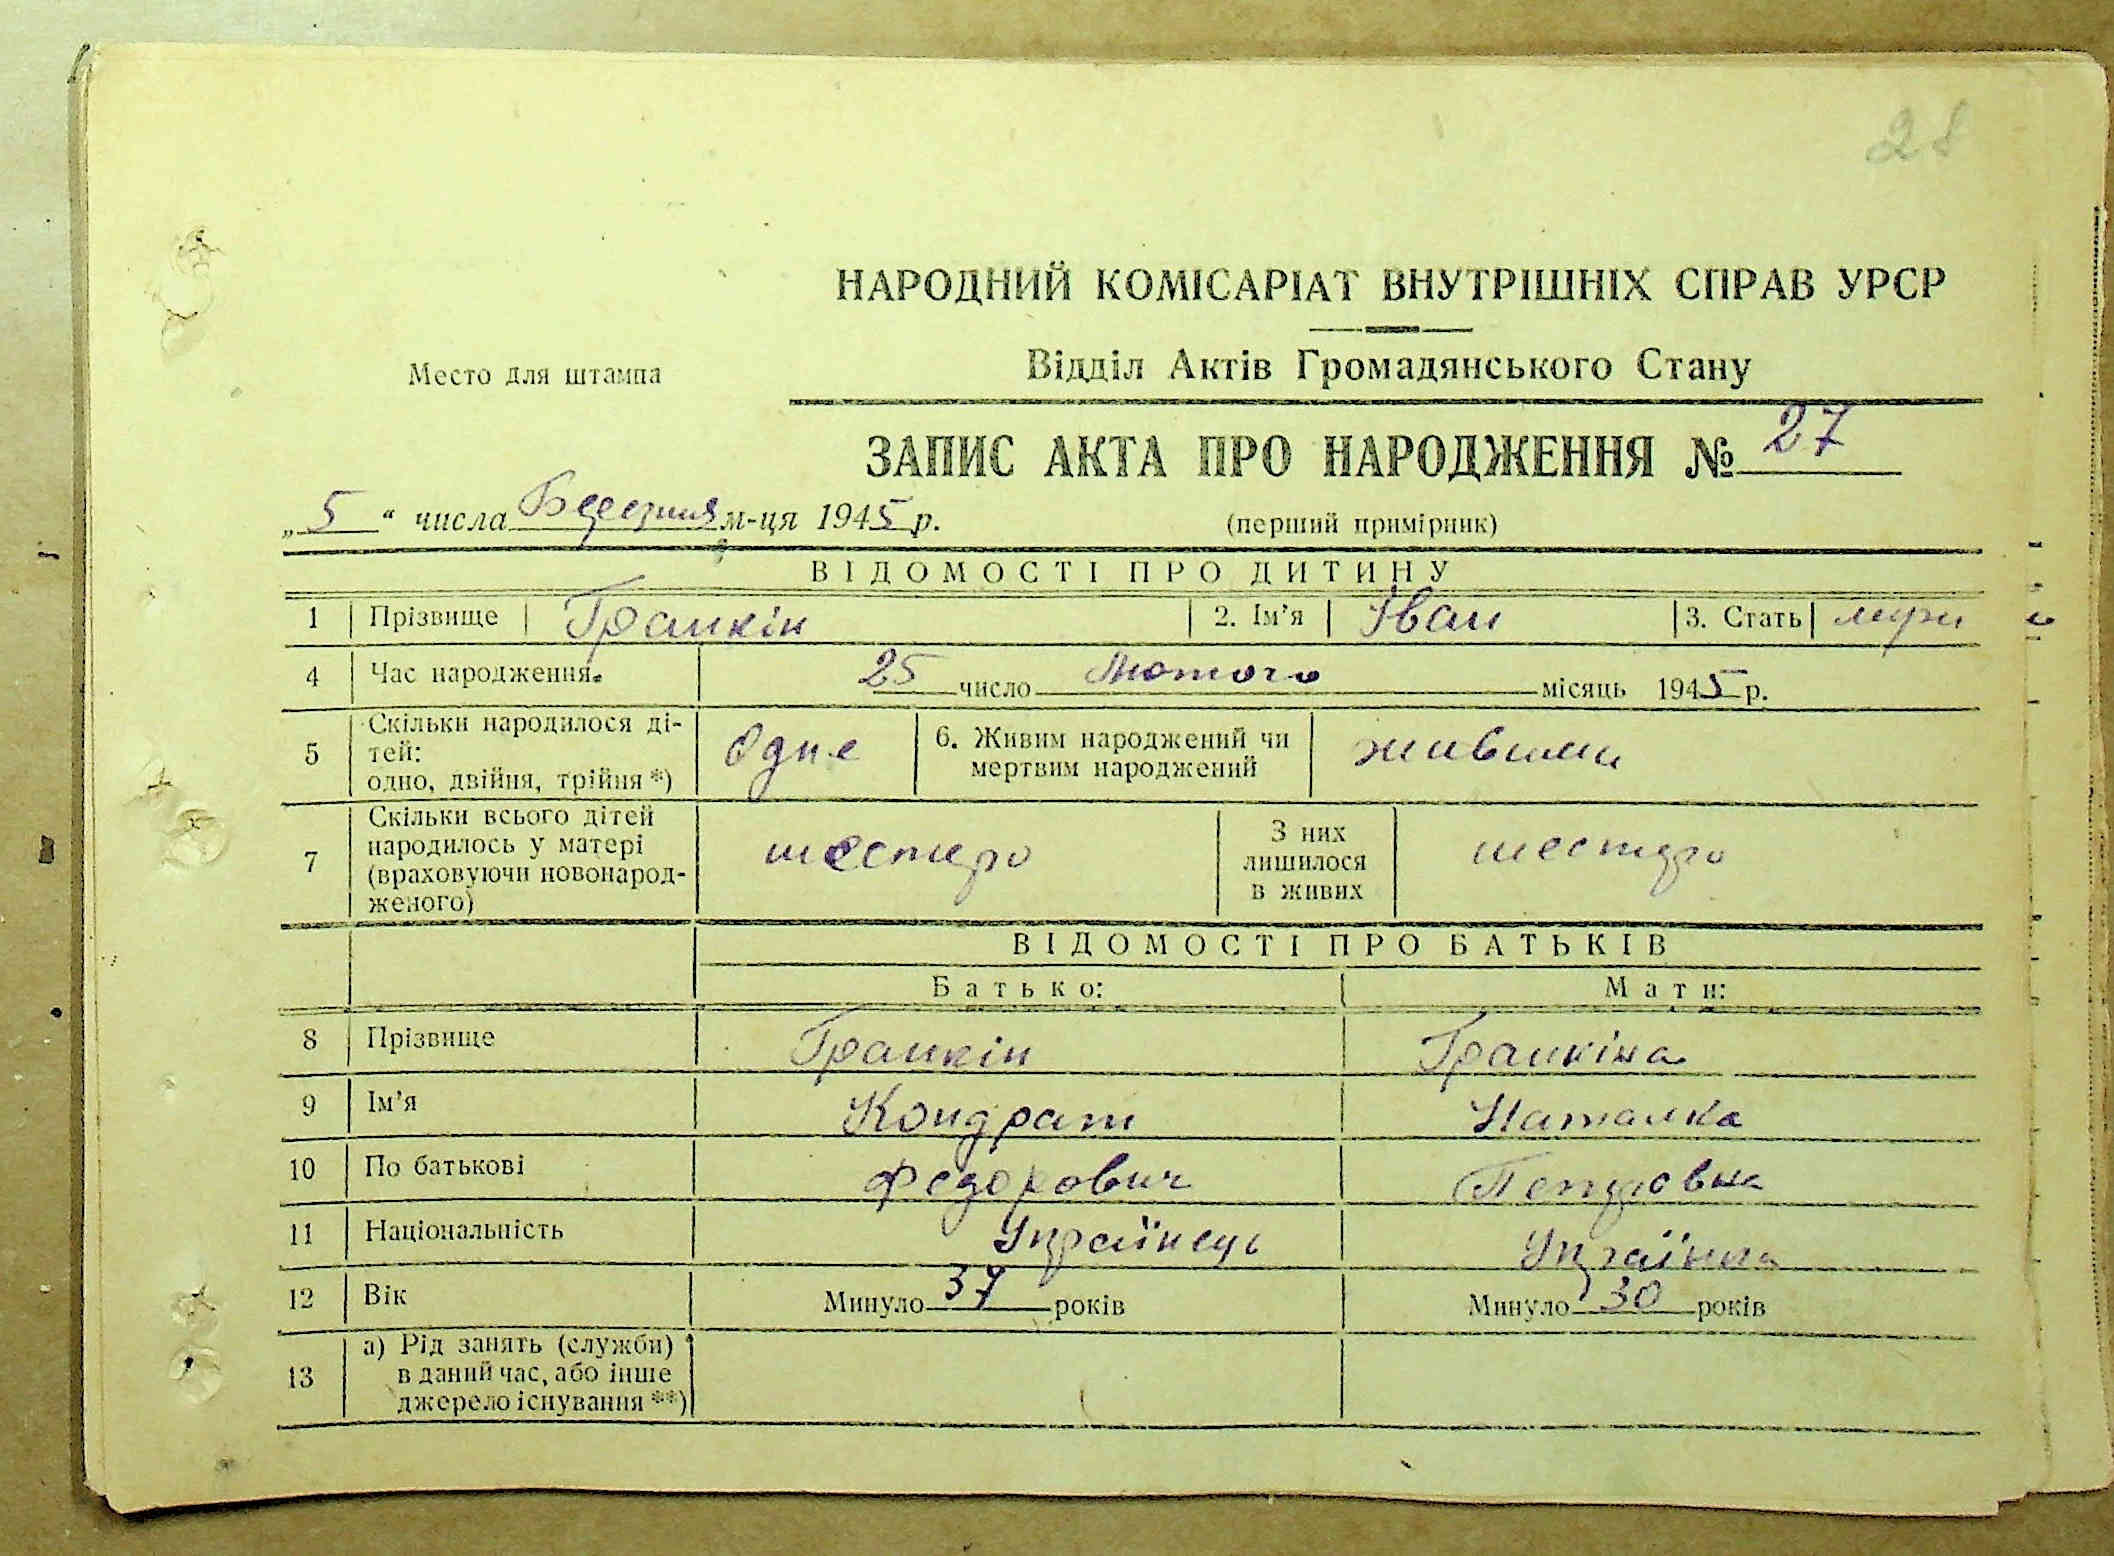 28
НАРОДНИЙ КОМІСАРІАТ ВНУТРІШНІХ СПРАВ УРСР
Место для штампа
Відділ Актів Громадянського Стану
ЗАПИС АКТА ПРО НАРОДЖЕННЯ № 27
„5“ числа Березня м-ця 1945 р. (перший примірник)
ВІДОМОСТІ ПРО ДИТИНУ
1 Прізвище Гранкін 2. Ім’я Іван 3. Стать
4 Час народження. 25 число Лютого місяць 1945 р.
5 Скільки народилося дітей: одно, двійня, трійня *) Одне 6. Живим народжений чи мертвим народжений живими
7 Скільки всього дітей народилось у матері (враховуючи новонародженого) шестеро З них лишилося в живих шестеро
ВІДОМОСТІ ПРО БАТЬКІВ
Батько: Мати:
8 Прізвище Гранкін Гранкіна
9 Ім’я Кондрат Наталка
10 По батькові Федорович Петровна
11 Національність Українець Українка
12 Вік Минуло 37 років Минуло 30 років
13 а) Рід занять (служби) в даний час, або інше джерело існування **)